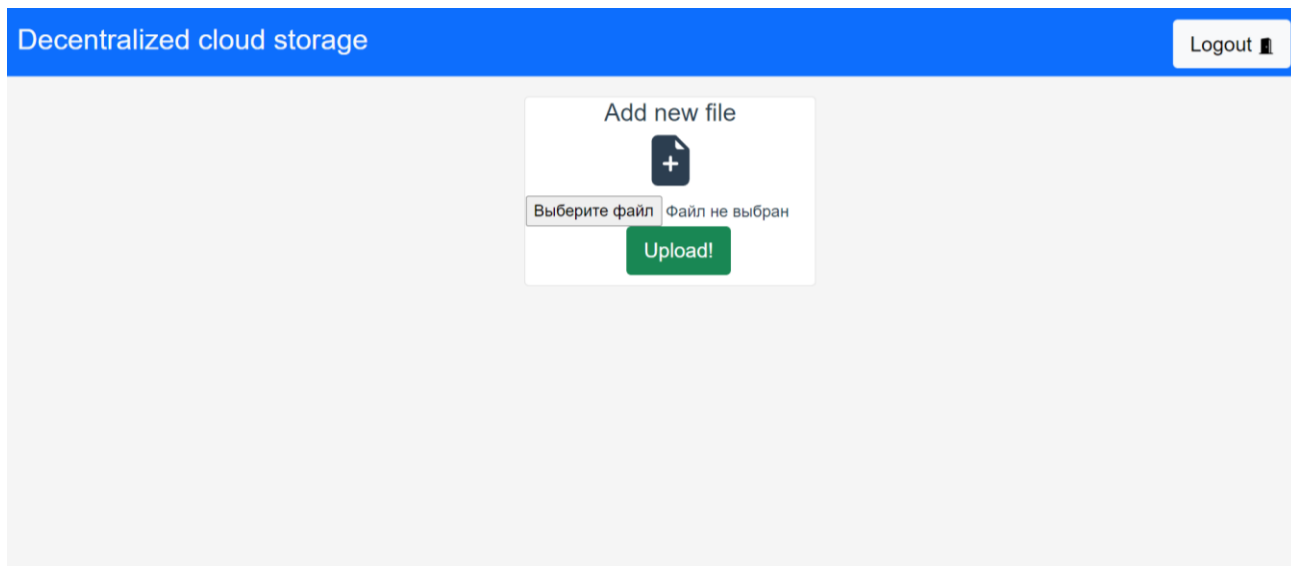 Decentralized cloud storage
Logout
Add new file
Выберите файл Файл не выбран
Upload!